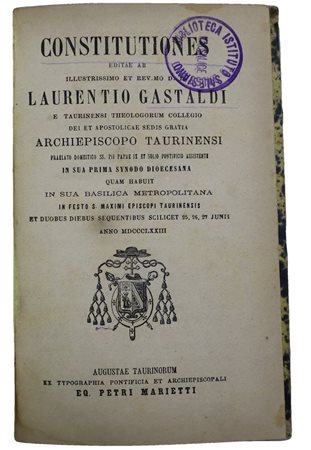 CONSTITUTIONES
EDITAE AB
ILLUSTRISSIMO ET REV.MO D.
LAURENTIO GASTALDI
E TAURINENSI THEOLOGORUM COLLEGIO
DEI ET APOSTOLICAE SEDIS GRATIA
ARCHIEPISCOPO TAURINENSI
PRAELATO DOMESTICO SS. PII PAPAE IX ET SOLIO PONTIFICIO ASSISTENTE
IN SUA PRIMA SYNODO DIOECESANA
QUAM HABUIT
IN SUA BASILICA METROPOLITANA
IN FESTO S. MAXIMI EPISCOPI TAURINENSIS
ET DUOBUS DIEBUS SEQUENTIBUS SCILICET 25, 26, 27 JUNII
ANNO MDCCCLXXIII
AUGUSTAE TAURINORUM
EX TYPOGRAPHIA PONTIFICIA ET ARCHIEPISCOPALI
EQ. PETRI MARIETTI
BIBLIOTECA ISTITUTO